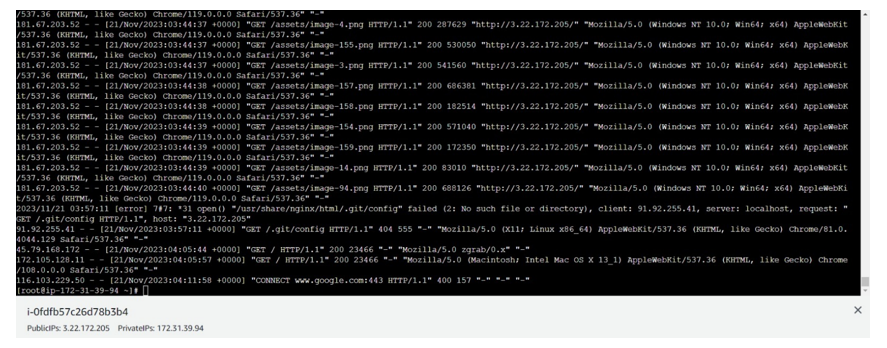 /537.36 (KHTML, like Gecko) Chrome/119.0.0.0 Safari/537.36" "-"
181.67.203.52 - - [21/Nov/2023:03:44:37 +0000] "GET /assets/image-4.png HTTP/1.1" 200 287629 "http://3.22.172.205/" "Mozilla/5.0 (Windows NT 10.0; Win64; x64) AppleWebKit
/537.36 (KHTML, like Gecko) Chrome/119.0.0.0 Safari/537.36" "-"
181.67.203.52 - - [21/Nov/2023:03:44:37 +0000] "GET /assets/image-155.png HTTP/1.1" 200 530050 "http://3.22.172.205/" "Mozilla/5.0 (Windows NT 10.0; Win64; x64) AppleWebK
it/537.36 (KHTML, like Gecko) Chrome/119.0.0.0 Safari/537.36" "-"
181.67.203.52 - - [21/Nov/2023:03:44:37 +0000] "GET /assets/image-3.png HTTP/1.1" 200 541560 "http://3.22.172.205/" "Mozilla/5.0 (Windows NT 10.0; Win64; x64) AppleWebKit
/537.36 (KHTML, like Gecko) Chrome/119.0.0.0 Safari/537.36" "-"
181.67.203.52 - - [21/Nov/2023:03:44:38 +0000] "GET /assets/image-157.png HTTP/1.1" 200 686381 "http://3.22.172.205/" "Mozilla/5.0 (Windows NT 10.0; Win64; x64) AppleWebK
it/537.36 (KHTML, like Gecko) Chrome/119.0.0.0 Safari/537.36" "-"
181.67.203.52 - - [21/Nov/2023:03:44:38 +0000] "GET /assets/image-158.png HTTP/1.1" 200 182514 "http://3.22.172.205/" "Mozilla/5.0 (Windows NT 10.0; Win64; x64) AppleWebK
it/537.36 (KHTML, like Gecko) Chrome/119.0.0.0 Safari/537.36" "-"
181.67.203.52 - - [21/Nov/2023:03:44:39 +0000] "GET /assets/image-154.png HTTP/1.1" 200 571040 "http://3.22.172.205/" "Mozilla/5.0 (Windows NT 10.0; Win64; x64) AppleWebK
it/537.36 (KHTML, like Gecko) Chrome/119.0.0.0 Safari/537.36" "-"
181.67.203.52 - - [21/Nov/2023:03:44:39 +0000] "GET /assets/image-159.png HTTP/1.1" 200 172350 "http://3.22.172.205/" "Mozilla/5.0 (Windows NT 10.0; Win64; x64) AppleWebK
it/537.36 (KHTML, like Gecko) Chrome/119.0.0.0 Safari/537.36" "-"
181.67.203.52 - - [21/Nov/2023:03:44:39 +0000] "GET /assets/image-14.png HTTP/1.1" 200 83010 "http://3.22.172.205/" "Mozilla/5.0 (Windows NT 10.0; Win64; x64) AppleWebKit
/537.36 (KHTML, like Gecko) Chrome/119.0.0.0 Safari/537.36" "-"
181.67.203.52 - - [21/Nov/2023:03:44:40 +0000] "GET /assets/image-94.png HTTP/1.1" 200 688126 "http://3.22.172.205/" "Mozilla/5.0 (Windows NT 10.0; Win64; x64) AppleWebKi
t/537.36 (KHTML, like Gecko) Chrome/119.0.0.0 Safari/537.36" "-"
2023/11/21 03:57:11 [error] 7#7: *31 open() "/usr/share/nginx/html/.git/config" failed (2: No such file or directory), client: 91.92.255.41, server: localhost, request: "
GET /.git/config HTTP/1.1", host: "3.22.172.205"
91.92.255.41 - - [21/Nov/2023:03:57:11 +0000] "GET /.git/config HTTP/1.1" 404 555 "-" "Mozilla/5.0 (X11; Linux x86_64) AppleWebKit/537.36 (KHTML, like Gecko) Chrome/81.0.
4044.129 Safari/537.36" "-"
45.79.168.172 - - [21/Nov/2023:04:05:44 +0000] "GET / HTTP/1.1" 200 23466 "-" "Mozilla/5.0 zgrab/0.x" "-"
172.105.128.11 - - [21/Nov/2023:04:05:57 +0000] "GET / HTTP/1.1" 200 23466 "-" "Mozilla/5.0 (Macintosh; Intel Mac OS X 13_1) AppleWebKit/537.36 (KHTML, like Gecko) Chrome
/108.0.0.0 Safari/537.36" "-"
116.103.229.50 - - [21/Nov/2023:04:11:58 +0000] "CONNECT www.google.com:443 HTTP/1.1" 400 157 "-" "-" "-"
[root@ip-172-31-39-94 ~]#
i-0fdfb57c26d78b3b4
PublicIPs: 3.22.172.205 PrivateIPs: 172.31.39.94